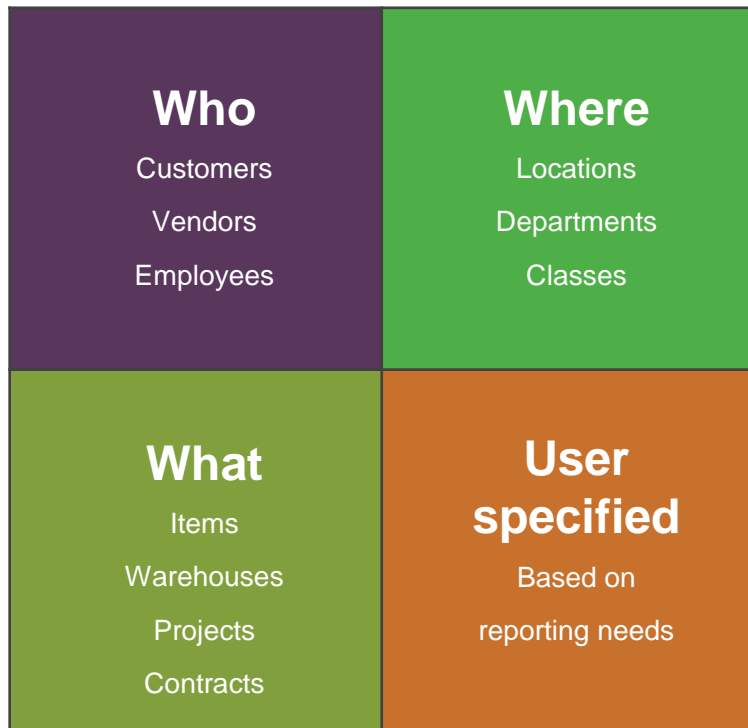 Who
Customers
Vendors
Employees
Where
Locations
Departments
Classes
What
Items
Warehouses
Projects
Contracts
User
specified
Based on
reporting needs